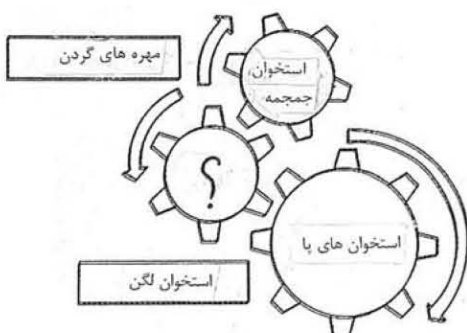 مهره های گردن
استخوان
جمجمه
؟
استخوان های پا
استخوان لگن